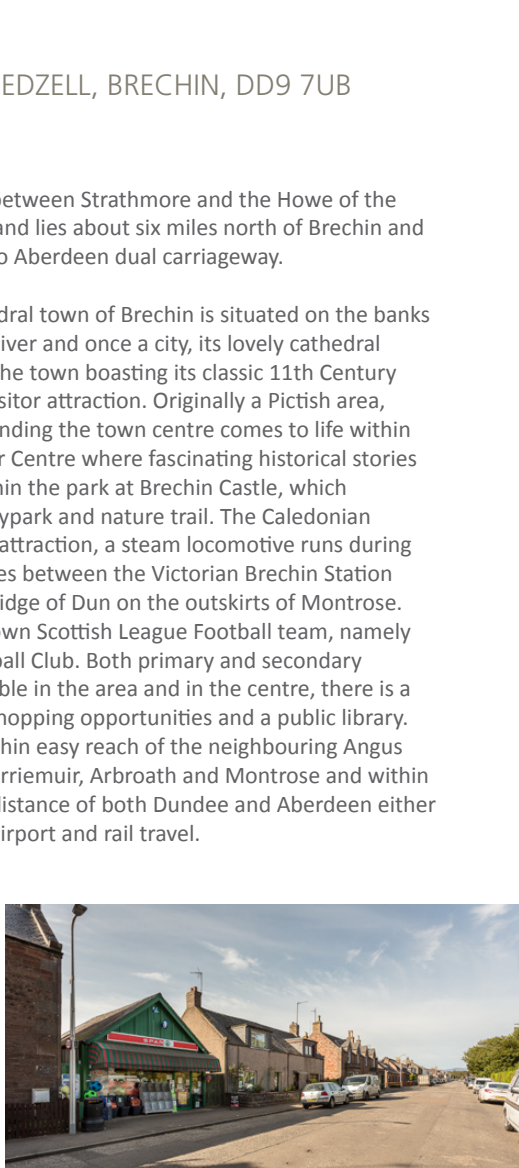 EDZELL, BRECHIN, DD9 7UB
between Strathmore and the Howe of the
and lies about six miles north of Brechin and
o Aberdeen dual carriageway.
dral town of Brechin is situated on the banks
iver and once a city, its lovely cathedral
he town boasting its classic 11th Century
sitor attraction. Originally a Pictish area,
nding the town centre comes to life within
r Centre where fascinating historical stories
hin the park at Brechin Castle, which
ypark and nature trail. The Caledonian
attraction, a steam locomotive runs during
es between the Victorian Brechin Station
idge of Dun on the outskirts of Montrose.
own Scottish League Football team, namely
ball Club. Both primary and secondary
ble in the area and in the centre, there is a
hopping opportunities and a public library.
hin easy reach of the neighbouring Angus
rriemuir, Arbroath and Montrose and within
distance of both Dundee and Aberdeen either
irport and rail travel.
SPAR